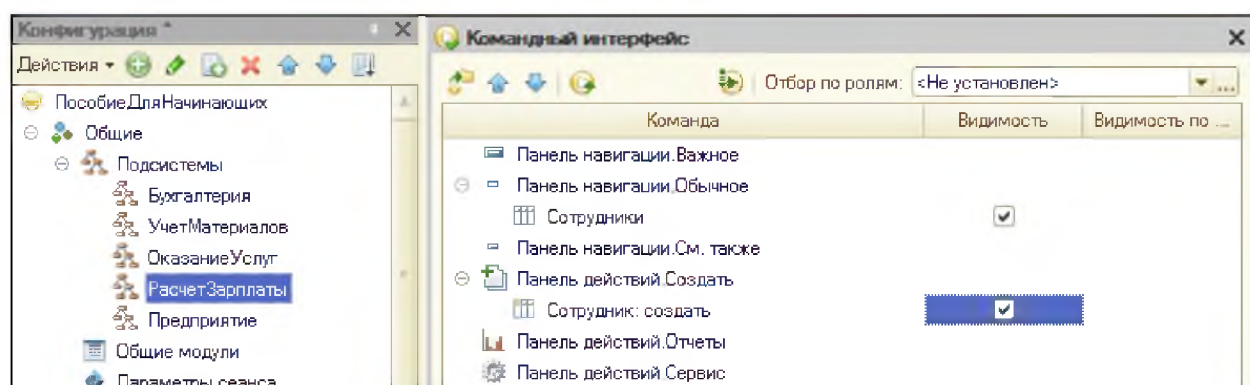 Конфигурация *
Действия
ПособиеДляНачинающих
Общие
Подсистемы
Бухгалтерия
УчетМатериалов
ОказаниеУслуг
РасчетЗарплаты
Предприятие
Общие модули
Параметры сеанса
Командный интерфейс
Отбор по ролям: <Не установлен> ...
Команда Видимость Видимость по ...
Панель навигации.Важное
Панель навигации.Обычное
Сотрудники
Панель навигации.См. также
Панель действий.Создать
Сотрудник: создать
Панель действий.Отчеты
Панель действий.Сервис